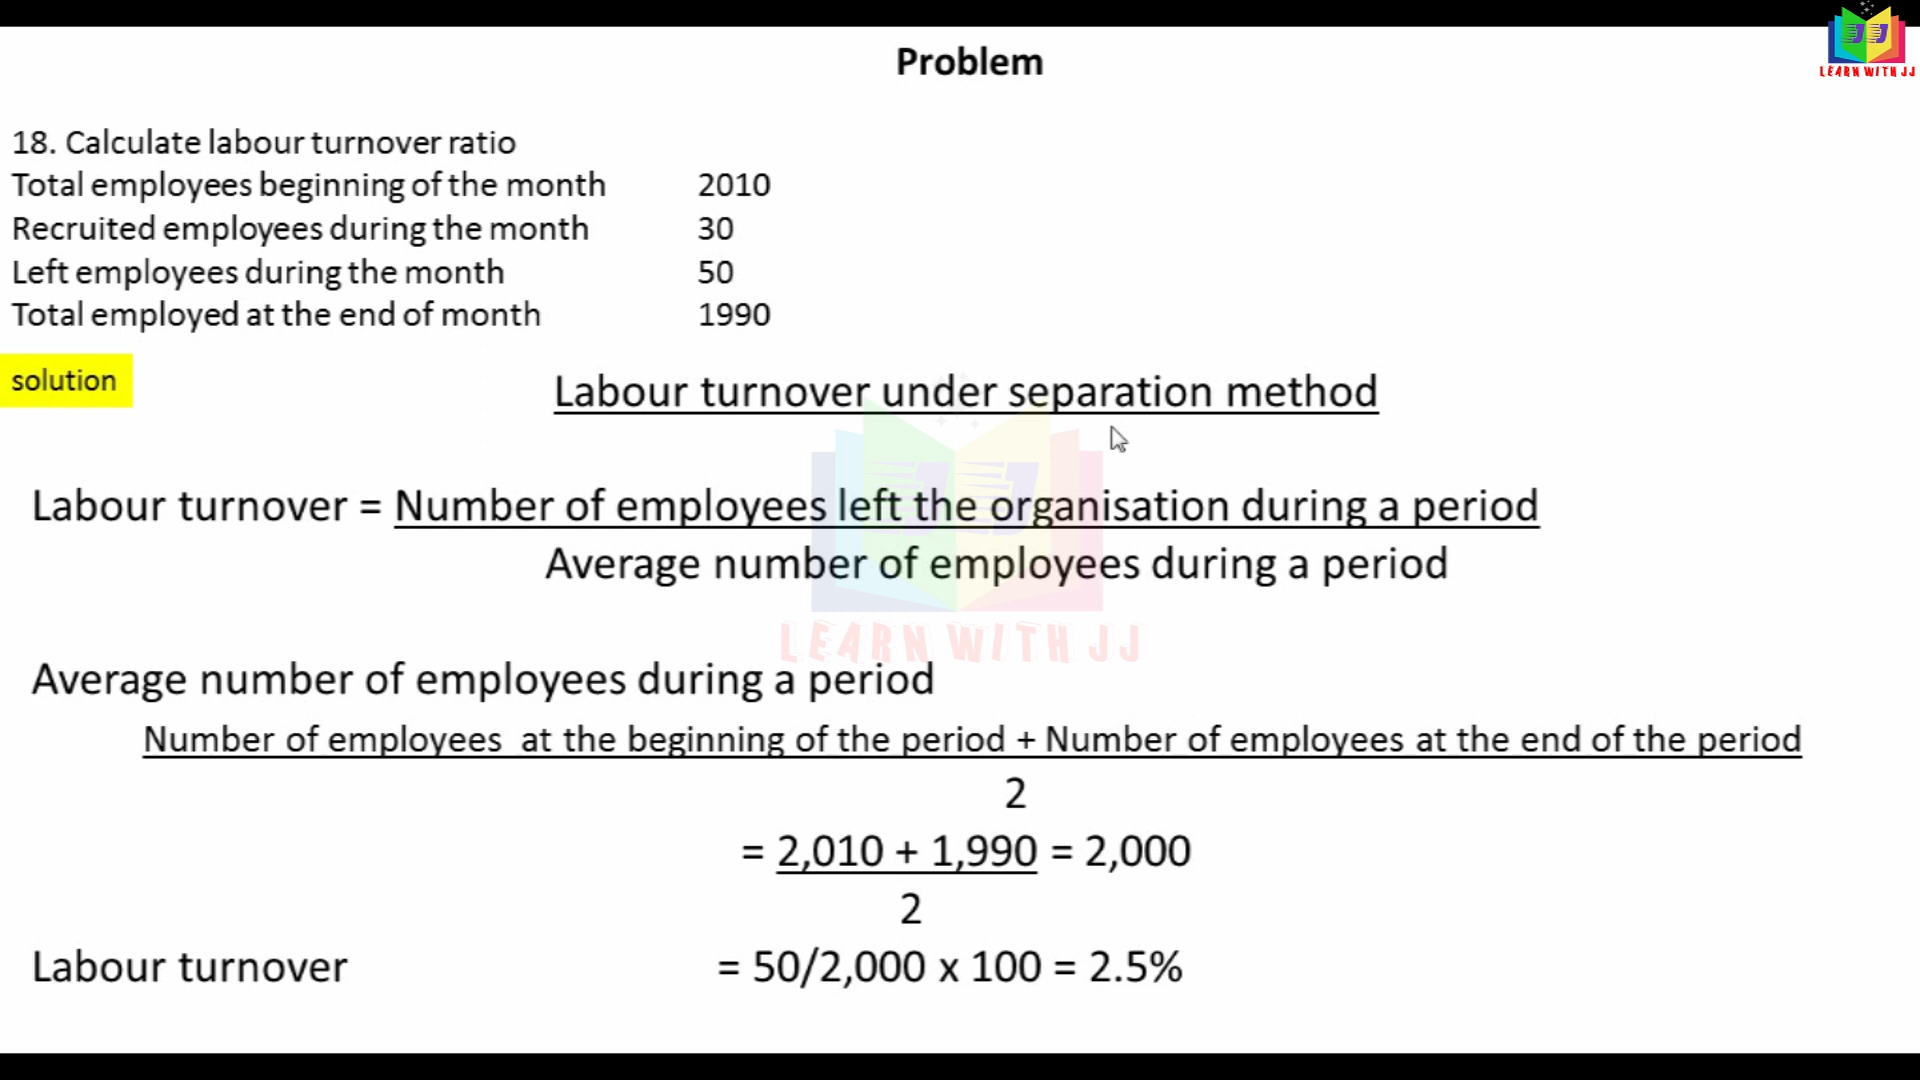 LEARN WITH JJ
Problem
18. Calculate labour turnover ratio
Total employees beginning of the month 2010
Recruited employees during the month 30
Left employees during the month 50
Total employed at the end of month 1990
solution
Labour turnover under separation method
Labour turnover = Number of employees left the organisation during a period
Average number of employees during a period
LEARN WITH JJ
Average number of employees during a period
Number of employees at the beginning of the period + Number of employees at the end of the period
2
= 2,010 + 1,990 = 2,000
2
Labour turnover = 50/2,000 x 100 = 2.5%